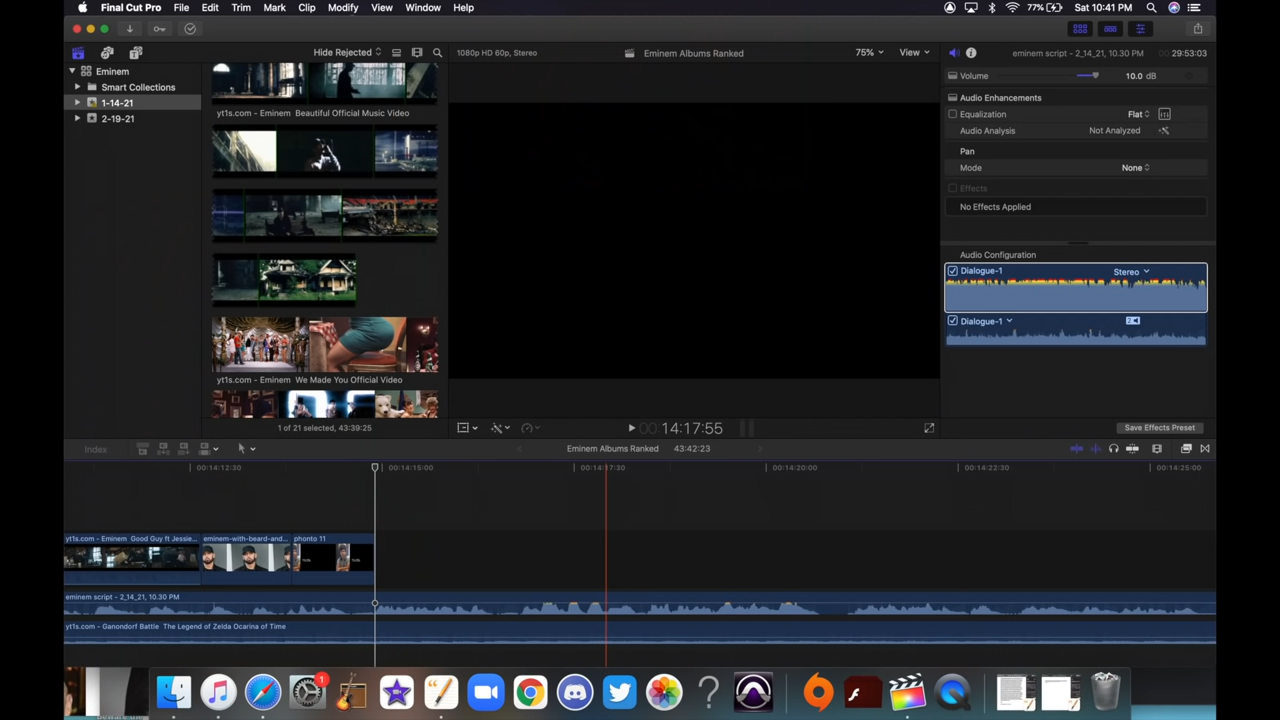 Final Cut Pro File Edit Trim Mark Clip Modify View Window Help 77% Sat 10:41 PM
Hide Rejected 1080p HD 60p, Stereo Eminem Albums Ranked 75% View eminem script - 2_14_21, 10.30 PM 29:53:03
Eminem
Smart Collections
1-14-21
2-19-21
yt1s.com - Eminem Beautiful Official Music Video
yt1s.com - Eminem We Made You Official Video
1 of 21 selected, 43:39:25
00:14:17:55
Volume 10.0 dB
Audio Enhancements
Equalization Flat
Audio Analysis Not Analyzed
Pan
Mode None
Effects
No Effects Applied
Audio Configuration
Dialogue-1 Stereo
Dialogue-1 2
Save Effects Preset
Index Eminem Albums Ranked 43:42:23
00:14:12:30 00:14:15:00 00:14:17:30 00:14:20:00 00:14:22:30 00:14:25:00
yt1s.com - Eminem Good Guy ft Jessie... eminem-with-beard-and... phonto 11
eminem script - 2_14_21, 10.30 PM
yt1s.com - Ganondorf Battle The Legend of Zelda Ocarina of Time
1